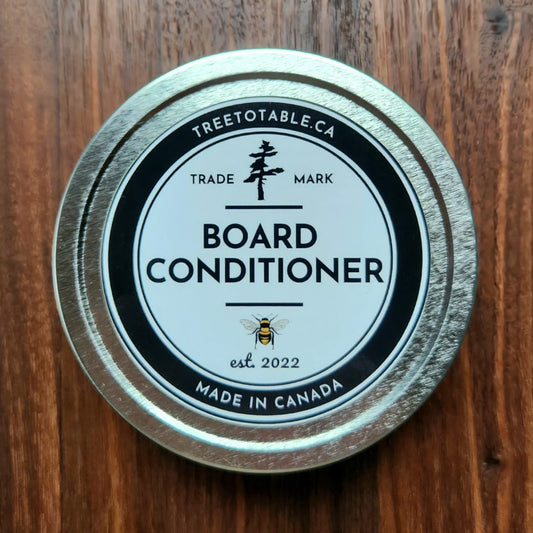 TREETOTABLE.CA
TRADE MARK
BOARD
CONDITIONER
est. 2022
MADE IN CANADA